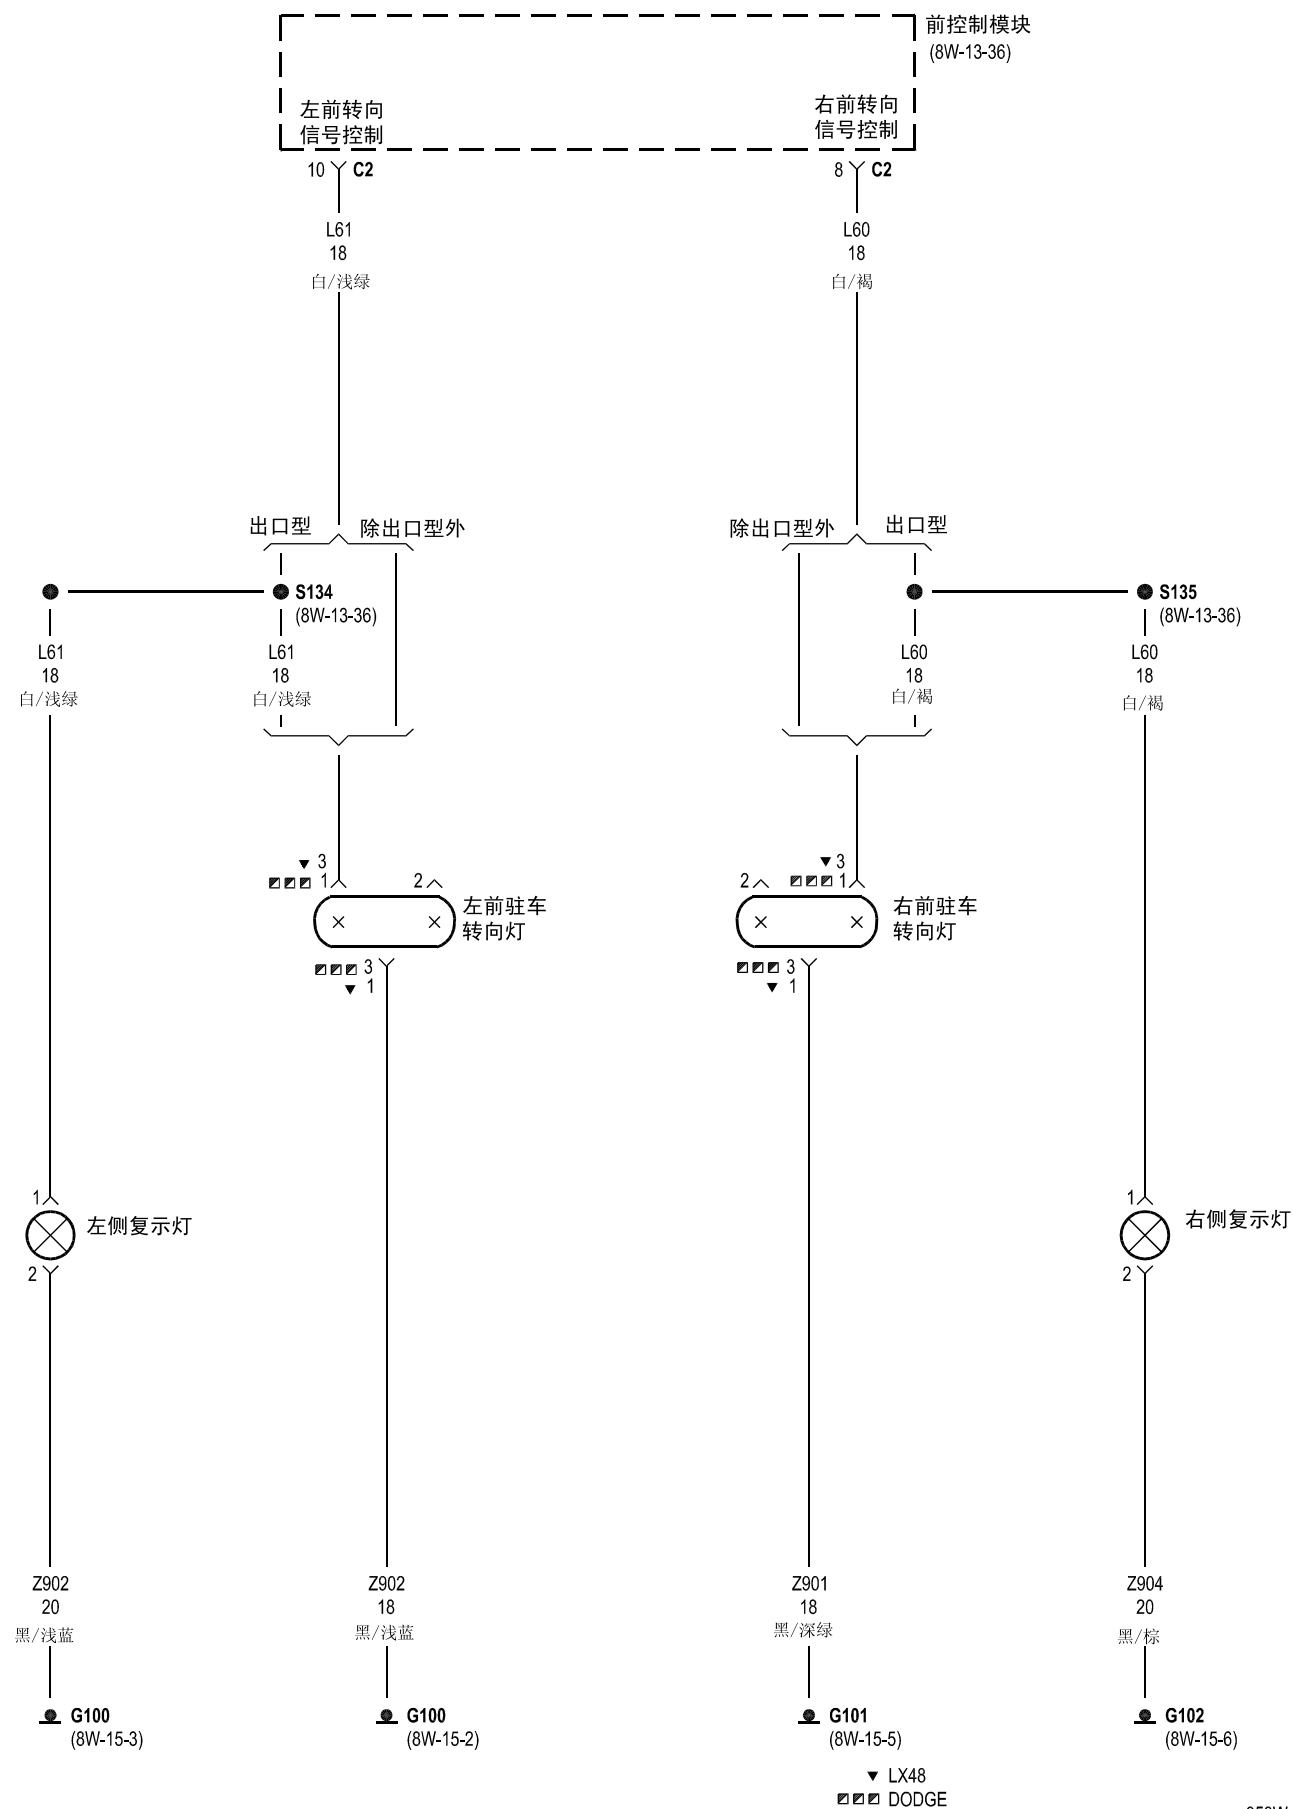 前控制模块
(8W-13-36)
左前转向
信号控制
右前转向
信号控制
10 C2
8 C2
L61
18
白/浅绿
L60
18
白/褐
出口型 除出口型外
除出口型外 出口型
S134
(8W-13-36)
S135
(8W-13-36)
L61
18
白/浅绿
L61
18
白/浅绿
L60
18
白/褐
L60
18
白/褐
3
1 2
左前驻车
转向灯
3
1
3
2 1
右前驻车
转向灯
3
1
1
左侧复示灯
2
1
右侧复示灯
2
Z902
20
黑/浅蓝
Z902
18
黑/浅蓝
Z901
18
黑/深绿
Z904
20
黑/棕
G100
(8W-15-3)
G100
(8W-15-2)
G101
(8W-15-5)
G102
(8W-15-6)
LX48
DODGE